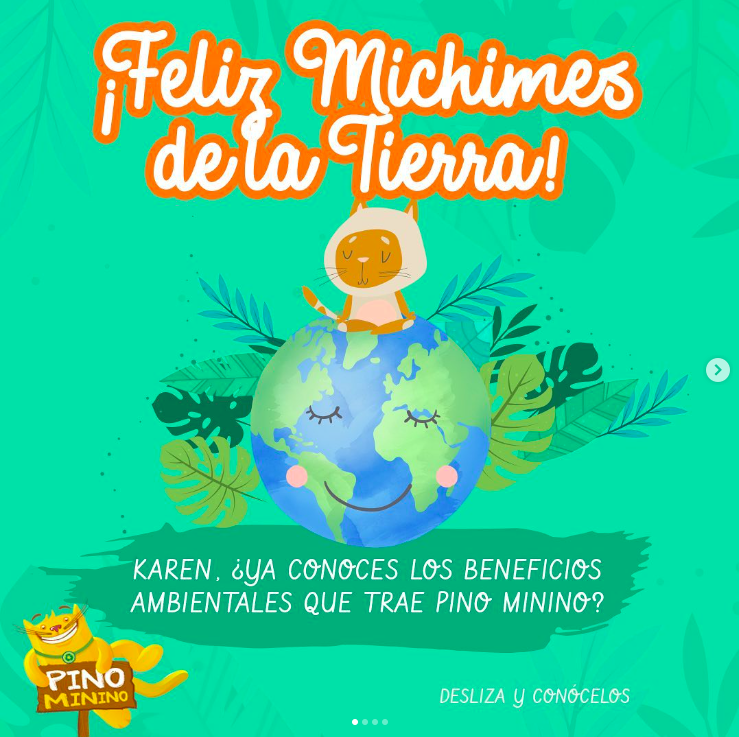 ¡Feliz Michimes
de la Tierra!
KAREN, ¿YA CONOCES LOS BENEFICIOS
AMBIENTALES QUE TRAE PINO MININO?
PINO
MININO
DESLIZA Y CONÓCELOS